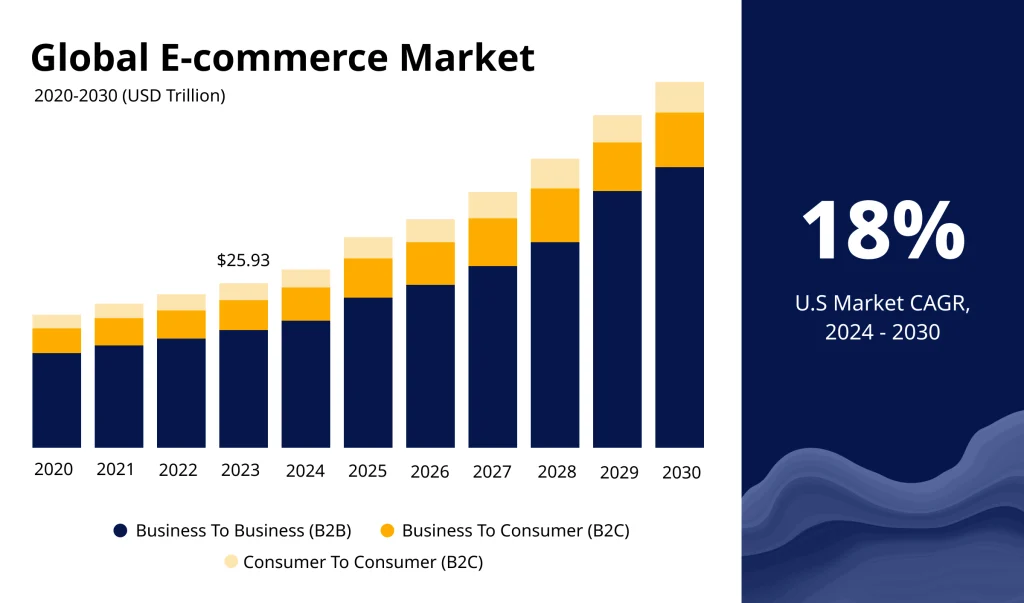 Global E-commerce Market
2020-2030 (USD Trillion)
$25.93
2020 2021 2022 2023 2024 2025 2026 2027 2028 2029 2030
Business To Business (B2B) Business To Consumer (B2C)
Consumer To Consumer (B2C)
18%
U.S Market CAGR,
2024 - 2030